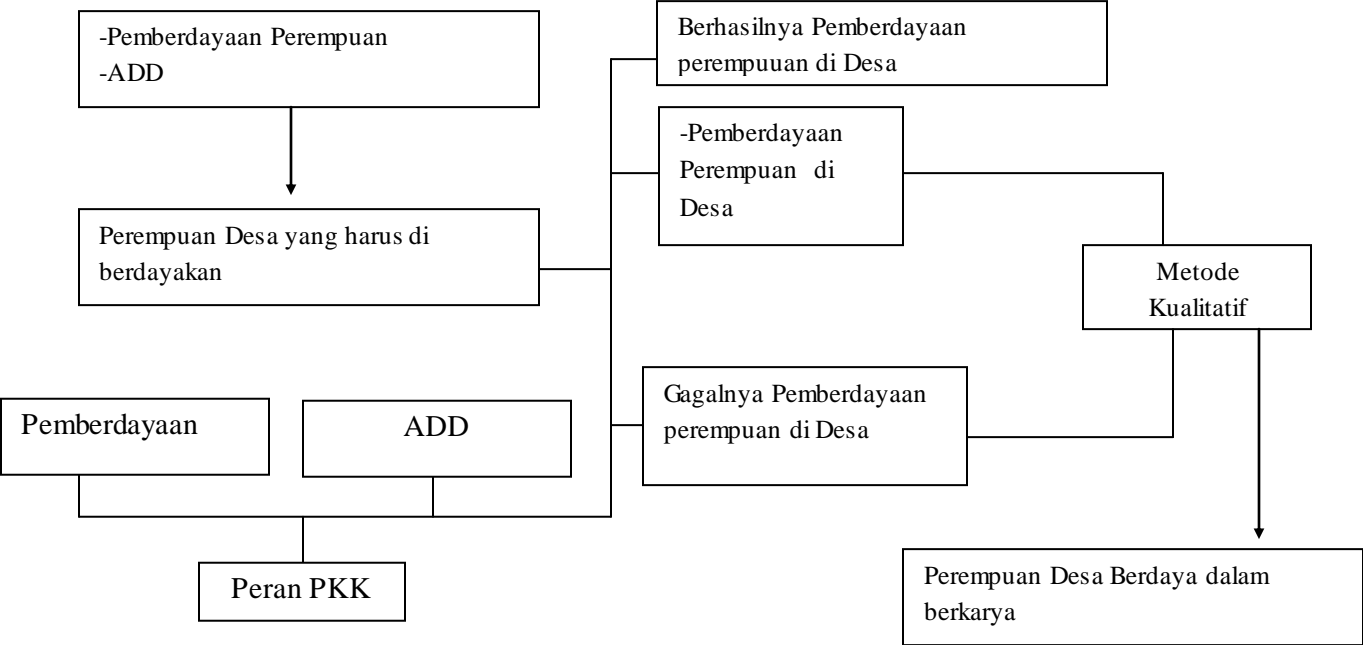 -Pemberdayaan Perempuan
-ADD
Berhasilnya Pemberdayaan
perempuuan di Desa
-Pemberdayaan
Perempuan di
Desa
Perempuan Desa yang harus di
berdayakan
Metode
Kualitatif
Gagalnya Pemberdayaan
perempuan di Desa
Pemberdayaan
ADD
Peran PKK
Perempuan Desa Berdaya dalam
berkarya